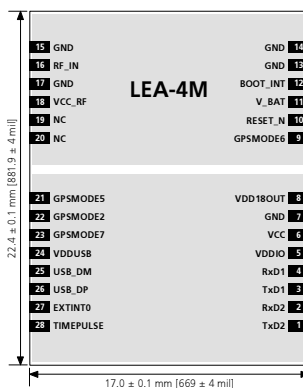 15 GND GND 14
16 RF_IN GND 13
17 GND BOOT_INT 12
LEA-4M
18 VCC_RF V_BAT 11
19 NC RESET_N 10
20 NC GPSMODE6 9
21 GPSMODE5 VDD18OUT 8
22 GPSMODE2 GND 7
23 GPSMODE7 VCC 6
24 VDDUSB VDDIO 5
25 USB_DM RxD1 4
26 USB_DP TxD1 3
27 EXTINT0 RxD2 2
28 TIMEPULSE TxD2 1
22.4 ± 0.1 mm [881.9 ± 4 mil]
17.0 ± 0.1 mm [669 ± 4 mil]